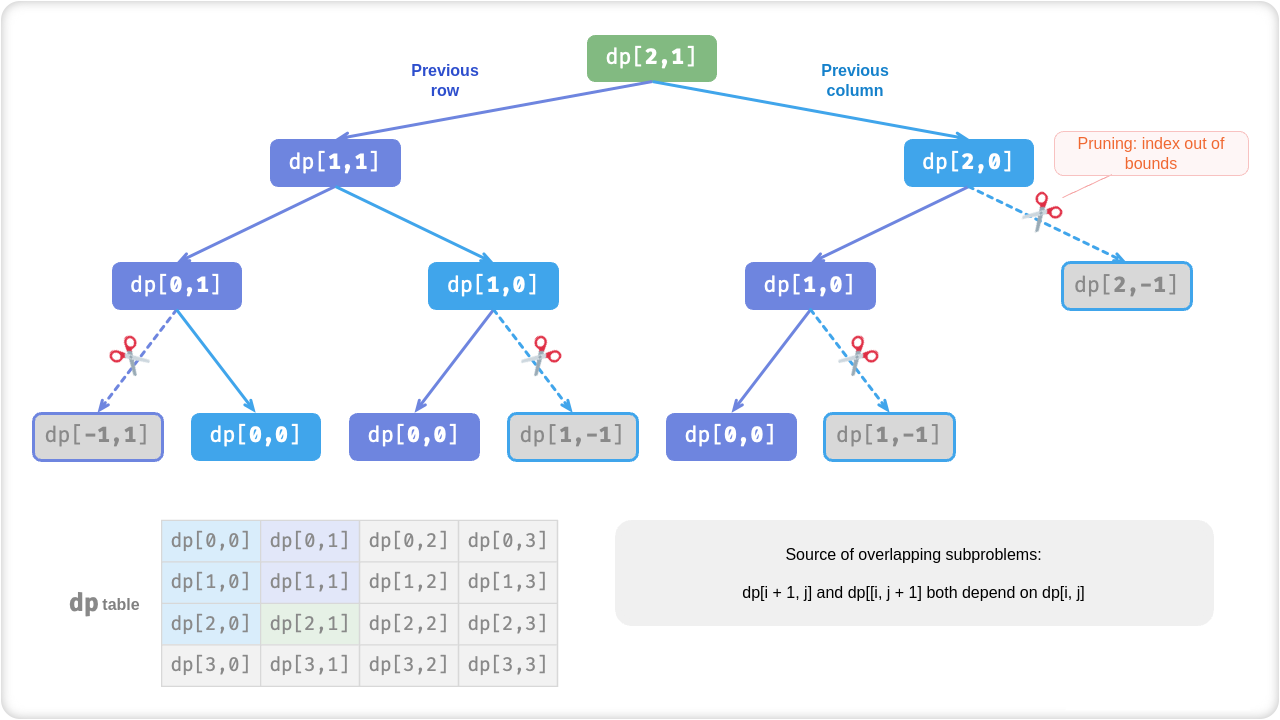 dp[2,1]
Previous
row
Previous
column
dp[1,1]
dp[2,0]
Pruning: index out of
bounds
dp[0,1]
dp[1,0]
dp[1,0]
dp[2,-1]
dp[-1,1]
dp[0,0]
dp[0,0]
dp[1,-1]
dp[0,0]
dp[1,-1]
dp table
dp[0,0] dp[0,1] dp[0,2] dp[0,3]
dp[1,0] dp[1,1] dp[1,2] dp[1,3]
dp[2,0] dp[2,1] dp[2,2] dp[2,3]
dp[3,0] dp[3,1] dp[3,2] dp[3,3]
Source of overlapping subproblems:
dp[i + 1, j] and dp[[i, j + 1] both depend on dp[i, j]